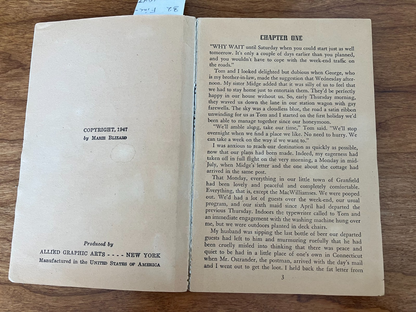 COPYRIGHT, 1947
by MARIE BLIZARD
Produced by
ALLIED GRAPHIC ARTS - - - - NEW YORK
Manufactured in the UNITED STATES OF AMERICA
CHAPTER ONE
"WHY WAIT until Saturday when you could start just as well
tomorrow. It's only a couple of days earlier than you planned,
and you wouldn't have to cope with the week-end traffic on
the roads."
Tom and I looked delighted but dubious when George, who
is my brother-in-law, made the suggestion that Wednesday after-
noon. My sister Midge added that it was silly of us to feel that
we had to stay home just to entertain them. They'd be perfectly
happy in our house without us. So, early Thursday morning,
they waved us down the lane in our station wagon with gay
farewells. The sky was a cloudless blue, the road a satin ribbon
unwinding for us as Tom and I started on the first holiday we'd
been able to manage together since our honeymoon.
"We'll amble along, take our time," Tom said. "We'll stop
overnight when we find a place we like. No need to hurry. We
can take a week on the way if we want to."
I was anxious to reach our destination as quickly as possible,
now that our plans had been made. Indeed, my eagerness had
taken off in full flight on the very morning, a Monday in mid-
July, when Midge's letter and the one about the cottage had
arrived in the same post.
That Monday, everything in our little town of
had been lovely and peaceful and completely comfortable.
Everything, that is, except the MacWilliamses. We were pooped
out. We'd had a lot of guests over the week-end, our usual
program, and our sixth maid since April had departed the
previous Thursday. Indoors the typewriter called to Tom and
an immediate engagement with the washing machine hung over
me, but we were outdoors planted in deck chairs.
My husband was sipping the last bottle of beer our departed
guests had left to him and murmuring ruefully that he had
been cruelly misled into thinking that there was peace and
quiet to be had in a little place of one's own in Connecticut
when Mr. Ostrander, the postman, arrived with the day's mail
and I went out to get the loot. I held back the fat letter from
3